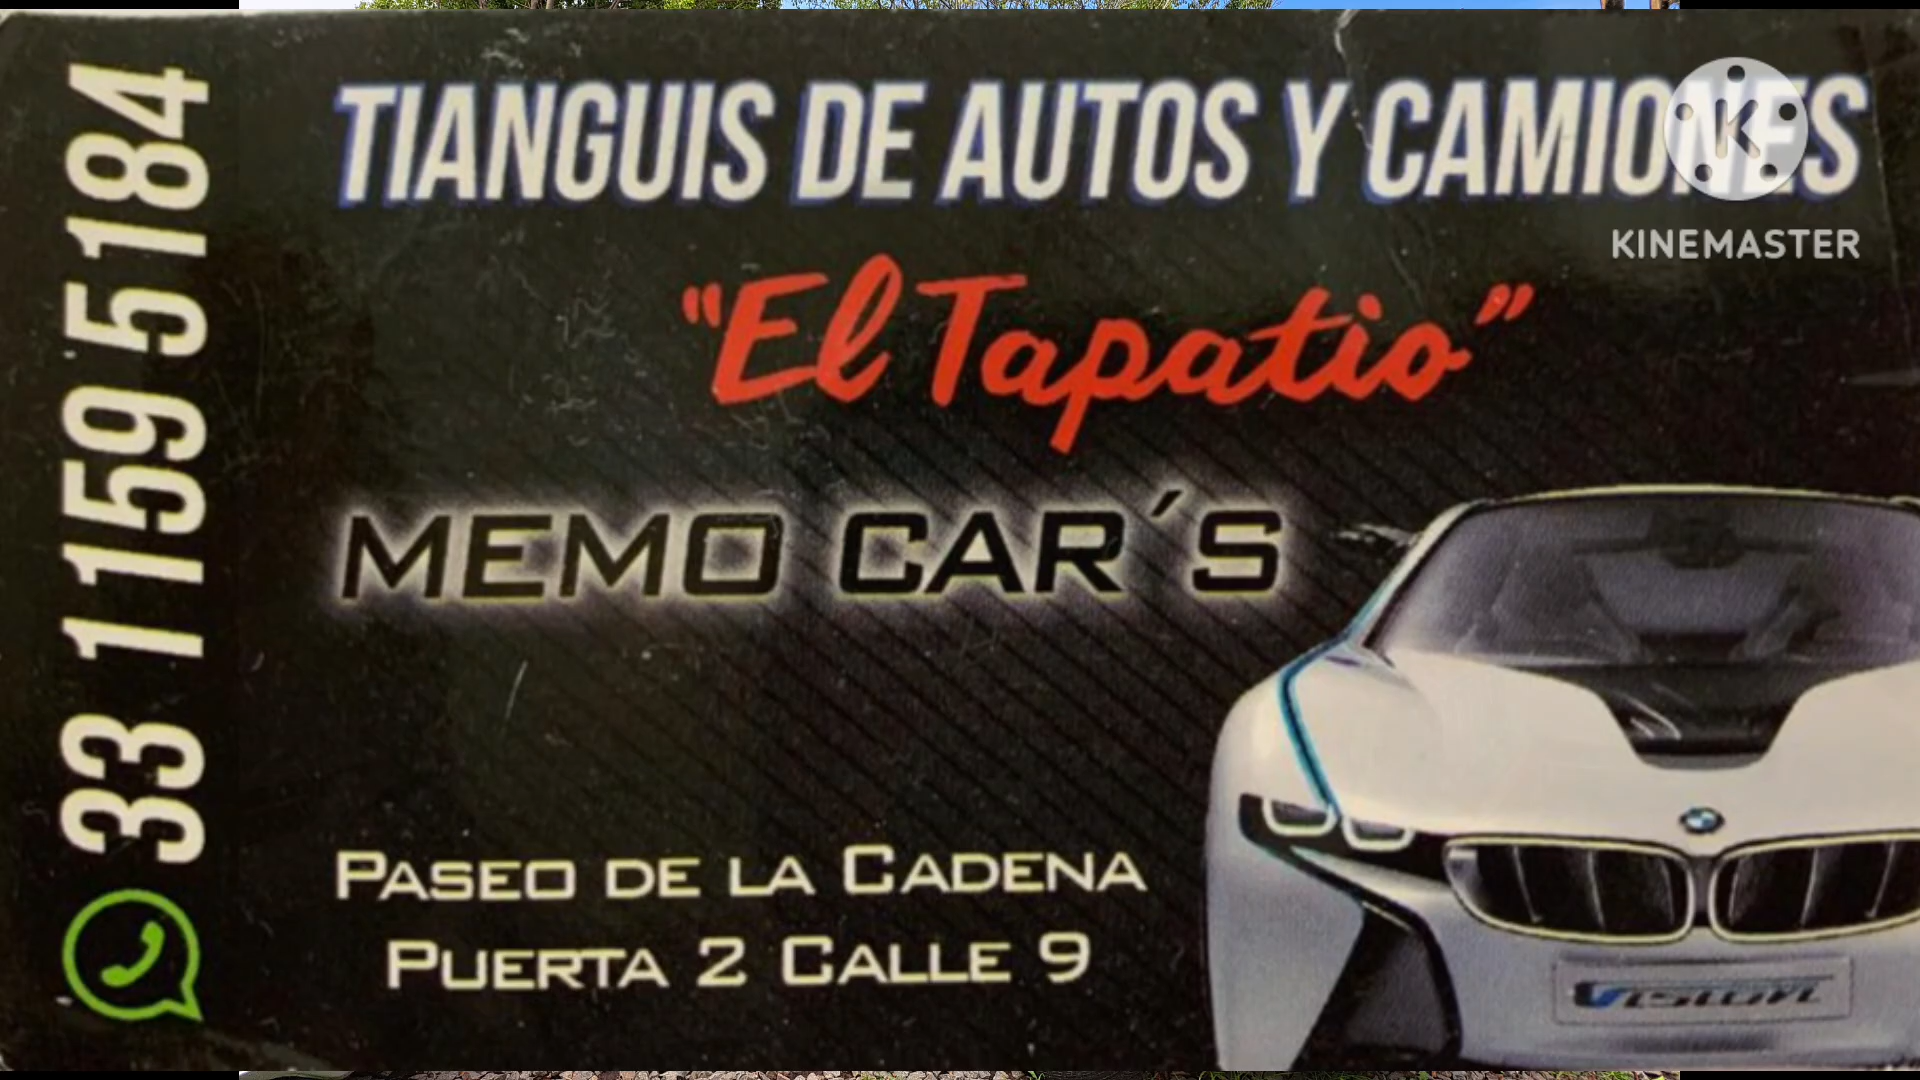 TIANGUIS DE AUTOS Y CAMIONES
"El Tapatio"
MEMO CAR´S
PASEO DE LA CADENA
PUERTA 2 CALLE 9
33 1159 5184
KINEMASTER
Vision